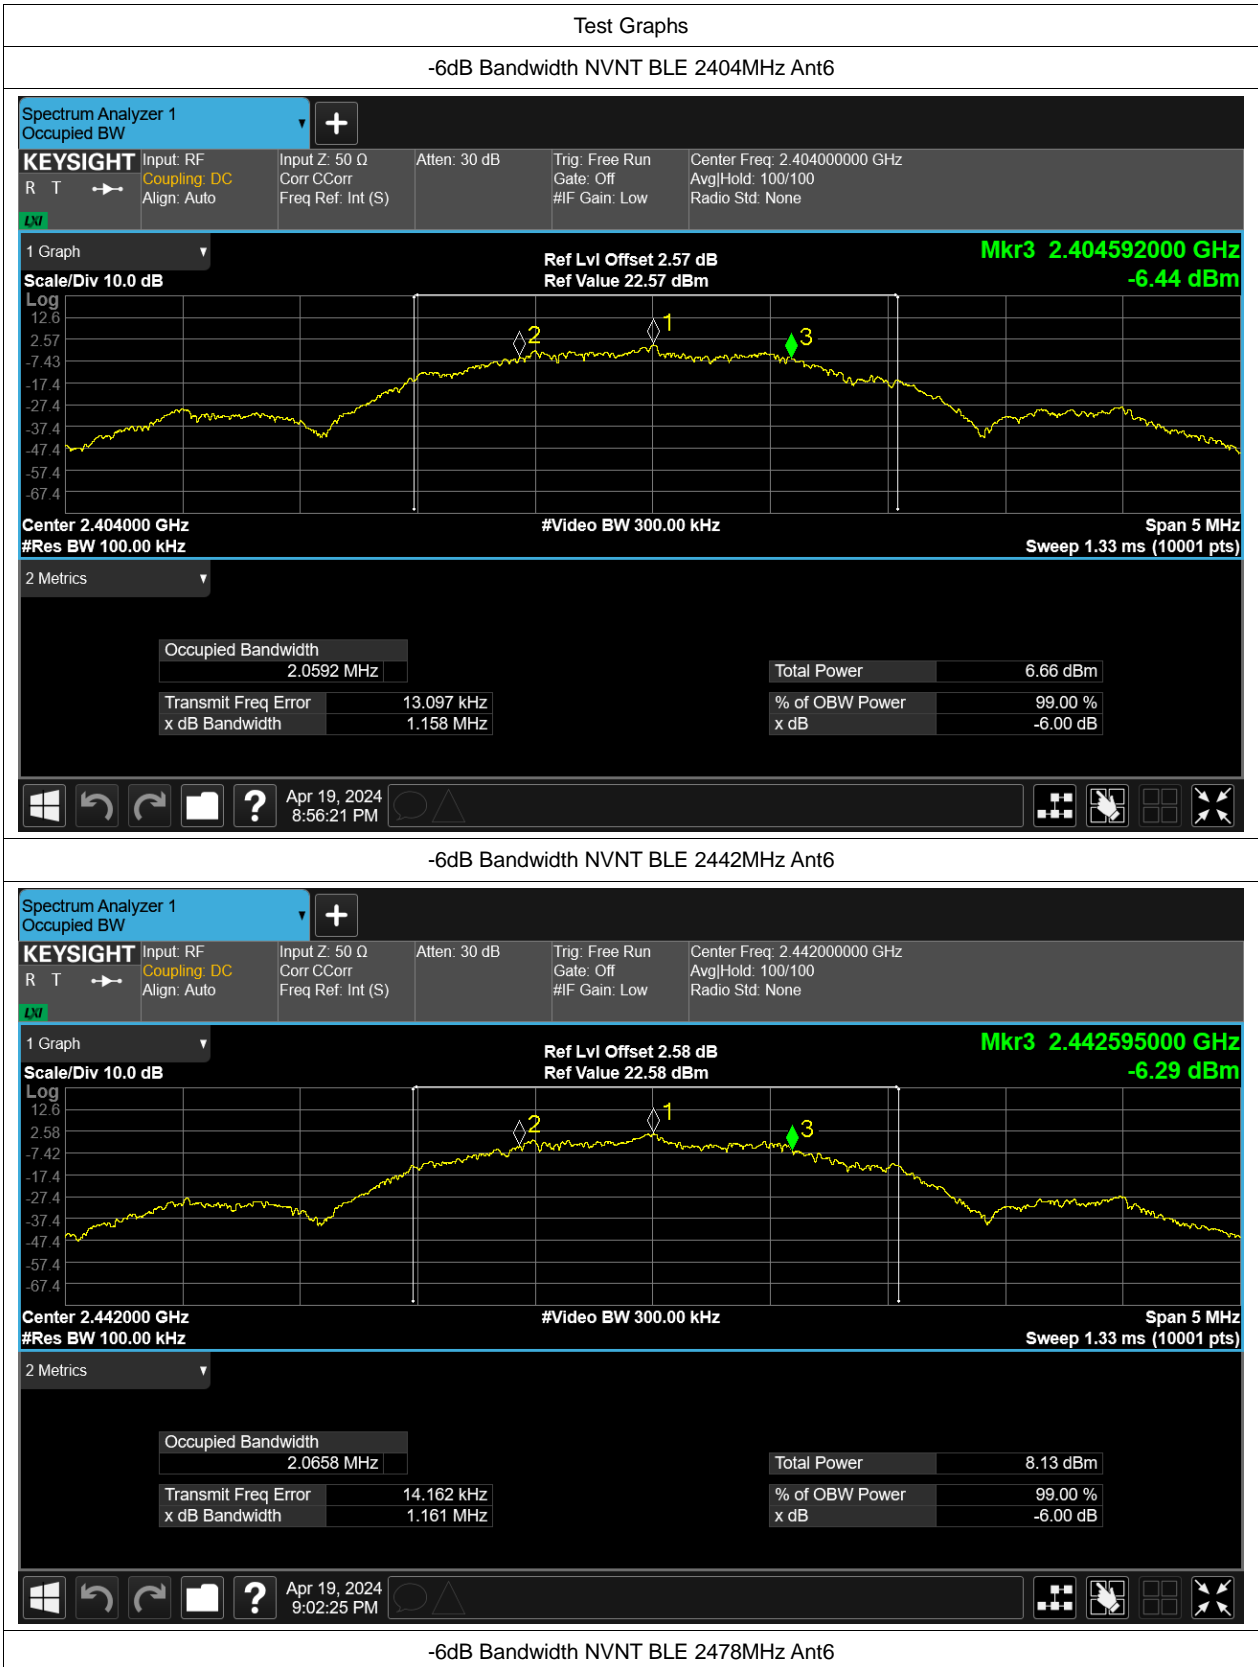 Test Graphs
-6dB Bandwidth NVNT BLE 2404MHz Ant6
Spectrum Analyzer 1
Occupied BW
KEYSIGHT Input: RF Input Z: 50 Ω Atten: 30 dB Trig: Free Run Center Freq: 2.404000000 GHz
R T Coupling: DC Corr CCorr Gate: Off Avg|Hold: 100/100
Align: Auto Freq Ref: Int (S) #IF Gain: Low Radio Std: None
LXI
1 Graph Ref Lvl Offset 2.57 dB Mkr3 2.404592000 GHz
Scale/Div 10.0 dB Ref Value 22.57 dBm -6.44 dBm
Log
12.6
2.57
-7.43
-17.4
-27.4
-37.4
-47.4
-57.4
-67.4
2 1 3
Center 2.404000 GHz #Video BW 300.00 kHz Span 5 MHz
#Res BW 100.00 kHz Sweep 1.33 ms (10001 pts)
2 Metrics
Occupied Bandwidth
2.0592 MHz Total Power 6.66 dBm
Transmit Freq Error 13.097 kHz % of OBW Power 99.00 %
x dB Bandwidth 1.158 MHz x dB -6.00 dB
? Apr 19, 2024
8:56:21 PM
-6dB Bandwidth NVNT BLE 2442MHz Ant6
Spectrum Analyzer 1
Occupied BW
KEYSIGHT Input: RF Input Z: 50 Ω Atten: 30 dB Trig: Free Run Center Freq: 2.442000000 GHz
R T Coupling: DC Corr CCorr Gate: Off Avg|Hold: 100/100
Align: Auto Freq Ref: Int (S) #IF Gain: Low Radio Std: None
LXI
1 Graph Ref Lvl Offset 2.58 dB Mkr3 2.442595000 GHz
Scale/Div 10.0 dB Ref Value 22.58 dBm -6.29 dBm
Log
12.6
2.58
-7.42
-17.4
-27.4
-37.4
-47.4
-57.4
-67.4
2 1 3
Center 2.442000 GHz #Video BW 300.00 kHz Span 5 MHz
#Res BW 100.00 kHz Sweep 1.33 ms (10001 pts)
2 Metrics
Occupied Bandwidth
2.0658 MHz Total Power 8.13 dBm
Transmit Freq Error 14.162 kHz % of OBW Power 99.00 %
x dB Bandwidth 1.161 MHz x dB -6.00 dB
? Apr 19, 2024
9:02:25 PM
-6dB Bandwidth NVNT BLE 2478MHz Ant6